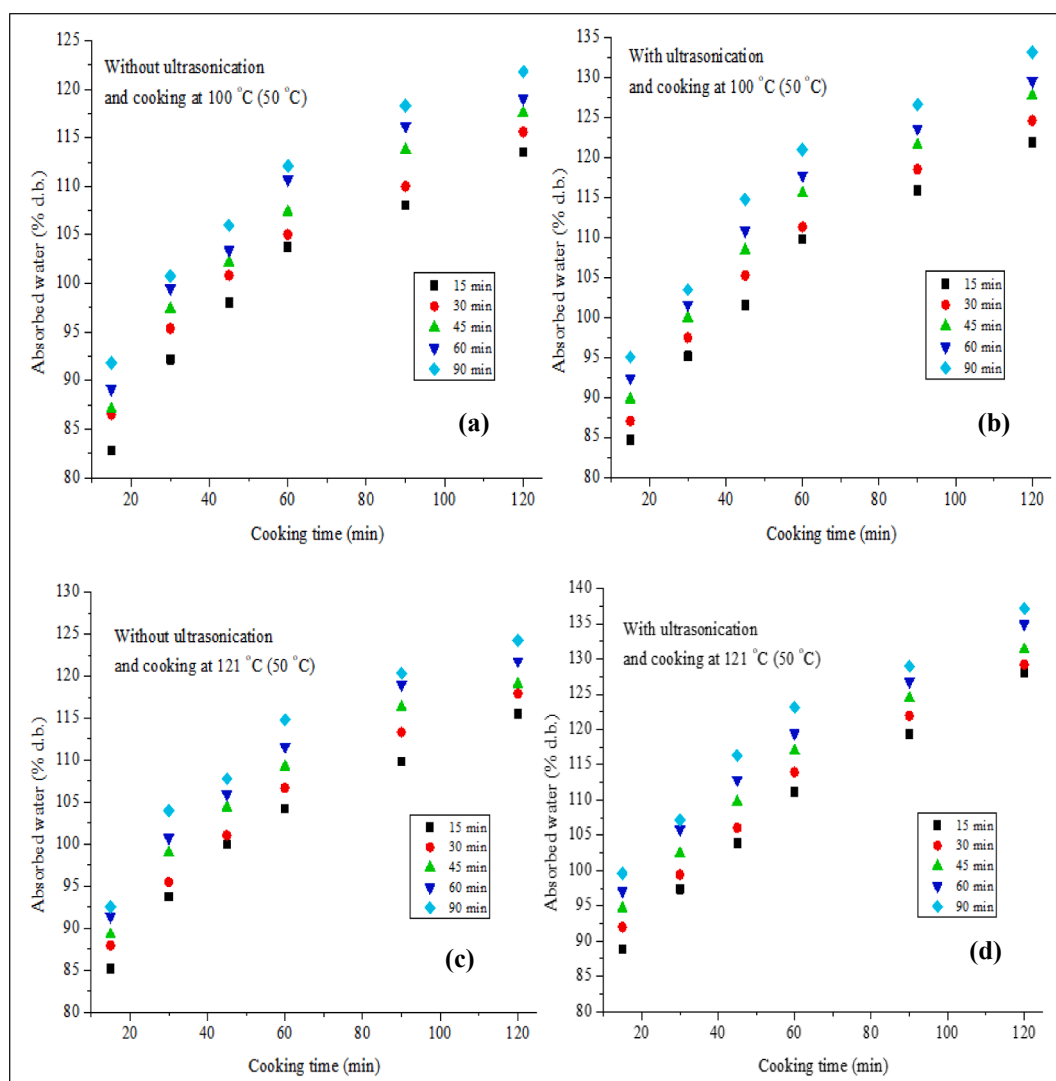 Without ultrasonication
and cooking at 100 °C (50 °C)
125
120
115
110
105
100
95
90
85
80
Absorbed water (% d.b.)
15 min
30 min
45 min
60 min
90 min
(a)
20 40 60 80 100 120
Cooking time (min)
With ultrasonication
and cooking at 100 °C (50 °C)
135
130
125
120
115
110
105
100
95
90
85
80
Absorbed water (% d.b.)
15 min
30 min
45 min
60 min
90 min
(b)
20 40 60 80 100 120
Cooking time (min)
Without ultrasonication
and cooking at 121 °C (50 °C)
130
125
120
115
110
105
100
95
90
85
80
Absorbed water (% d.b.)
15 min
30 min
45 min
60 min
90 min
(c)
20 40 60 80 100 120
Cooking time (min)
With ultrasonication
and cooking at 121 °C (50 °C)
140
135
130
125
120
115
110
105
100
95
90
85
80
Absorbed water (% d.b.)
15 min
30 min
45 min
60 min
90 min
(d)
20 40 60 80 100 120
Cooking time (min)